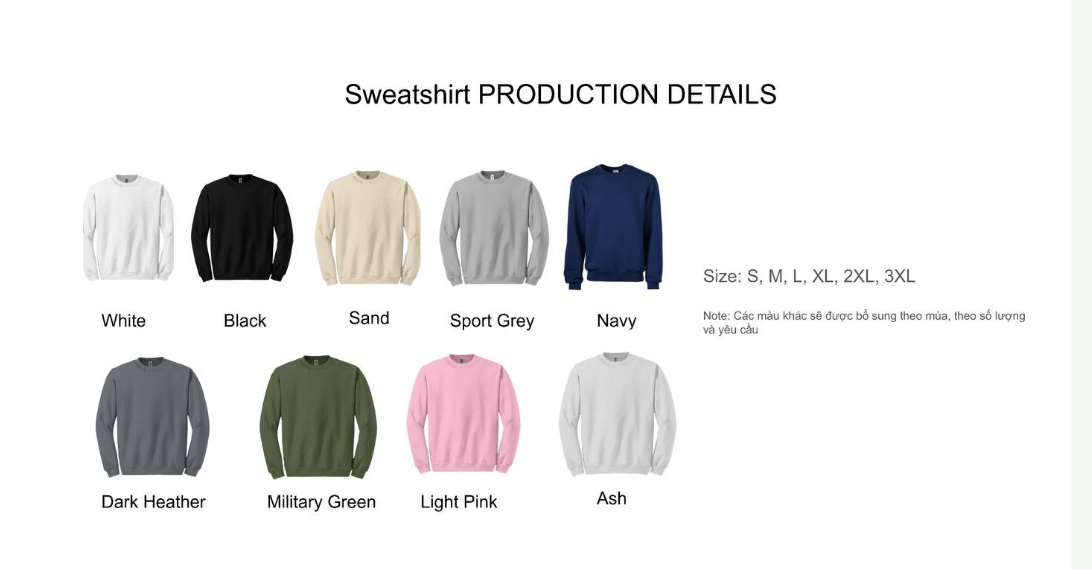 Sweatshirt PRODUCTION DETAILS
White
Black
Sand
Sport Grey
Navy
Size: S, M, L, XL, 2XL, 3XL
Note: Các màu khác sẽ được bổ sung theo mùa, theo số lượng
và yêu cầu
Dark Heather
Military Green
Light Pink
Ash